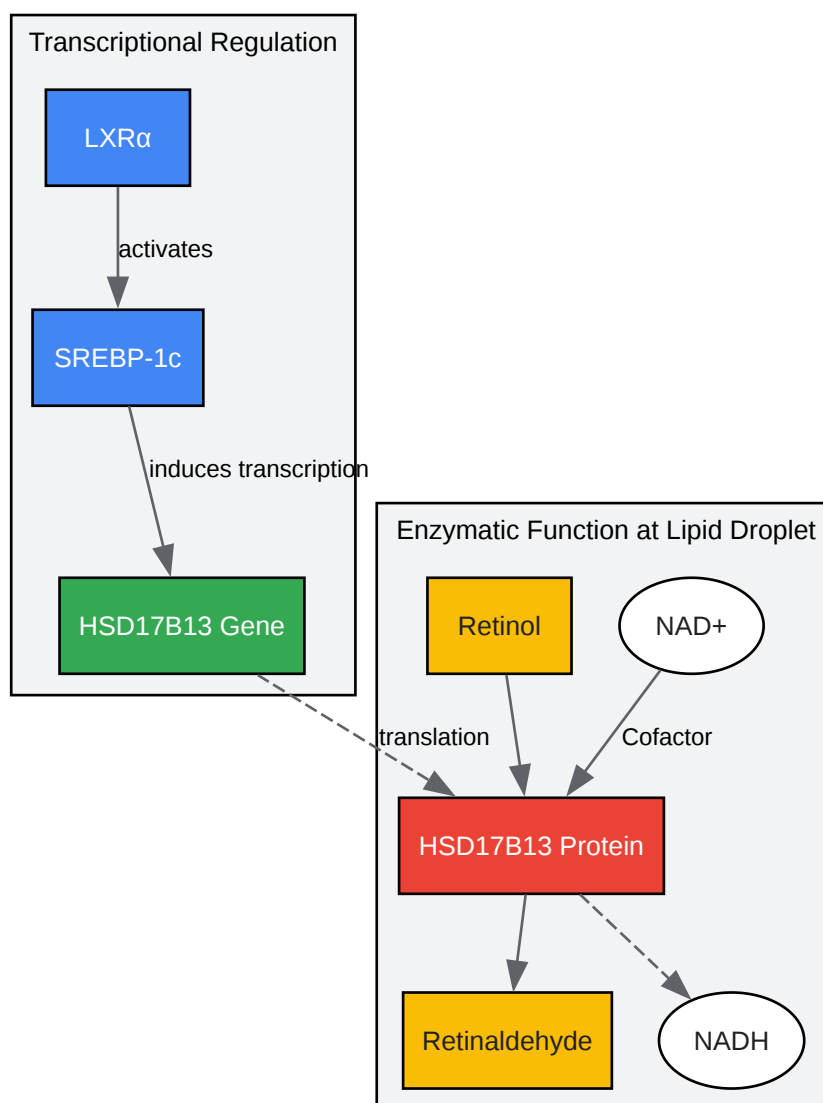 Transcriptional Regulation
LXRα
activates
SREBP-1c
induces transcription
HSD17B13 Gene
translation
Enzymatic Function at Lipid Droplet
Retinol
NAD+
Cofactor
HSD17B13 Protein
Retinaldehyde
NADH